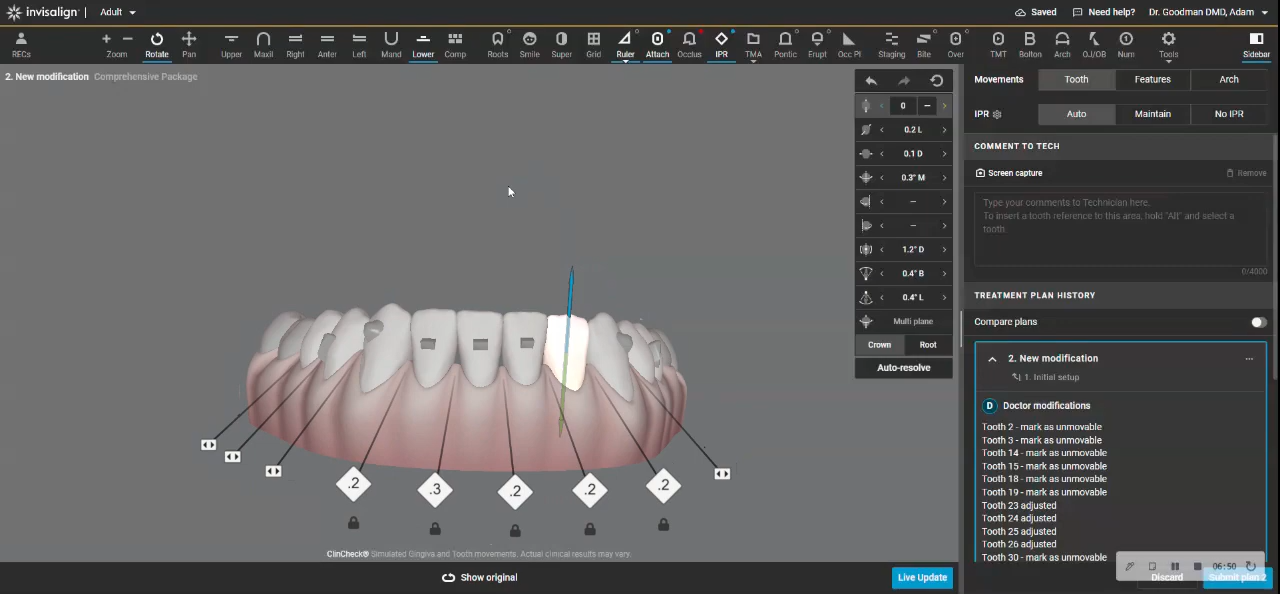 invisalign | Adult
Saved Need help? Dr. Goodman DMD, Adam
RECs Zoom Rotate Pan Upper Maxil Right Anter Left Mand Lower Comp Roots Smile Super Grid Ruler Attach Occlus IPR TMA Pontic Erupt Occ Pl Staging Bite Over TMT Bolton Arch OJ/OB Num Tools Sidebar
2. New modification Comprehensive Package
0 –
0.2 L
0.1 D
0.3° M
–
–
1.2° D
0.4° B
0.4° L
Multi plane
Crown Root
Auto-resolve
.2 .3 .2 .2 .2
ClinCheck® Simulated Gingiva and Tooth movements. Actual clinical results may vary.
Show original
Live Update
Movements Tooth Features Arch
IPR Auto Maintain No IPR
COMMENT TO TECH
Screen capture Remove
Type your comments to Technician here.
To insert a tooth reference to this area, hold "Alt" and select a
tooth
0/4000
TREATMENT PLAN HISTORY
Compare plans
2. New modification ...
1. Initial setup
D Doctor modifications
Tooth 2 - mark as unmovable
Tooth 3 - mark as unmovable
Tooth 14 - mark as unmovable
Tooth 15 - mark as unmovable
Tooth 18 - mark as unmovable
Tooth 19 - mark as unmovable
Tooth 23 adjusted
Tooth 24 adjusted
Tooth 25 adjusted
Tooth 26 adjusted
Tooth 30 - mark as unmovable
06:50
Discard Submit plan 2